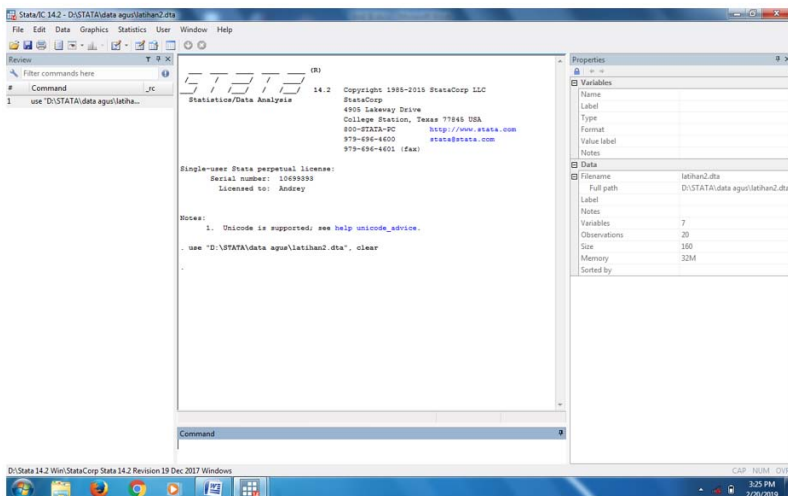 Stata/IC 14.2 - D:\STATA\data agus\latihan2.dta
File Edit Data Graphics Statistics User Window Help
Review
Filter commands here
# Command _rc
1 use "D:\STATA\data agus\latiha...
(R)
14.2 Copyright 1985-2015 StataCorp LLC
Statistics/Data Analysis StataCorp
4905 Lakeway Drive
College Station, Texas 77845 USA
800-STATA-PC http://www.stata.com
979-696-4600 stata@stata.com
979-696-4601 (fax)
Single-user Stata perpetual license:
Serial number: 10699393
Licensed to: Andrey
Notes:
1. Unicode is supported; see help unicode_advice.
. use "D:\STATA\data agus\latihan2.dta", clear
.
Command
Properties
Variables
Name
Label
Type
Format
Value label
Notes
Data
Filename latihan2.dta
Full path D:\STATA\data agus\latihan2.dta
Label
Notes
Variables 7
Observations 20
Size 160
Memory 32M
Sorted by
D:\Stata 14.2 Win\StataCorp Stata 14.2 Revision 19 Dec 2017 Windows
CAP NUM OVR
3:25 PM
2/20/2019